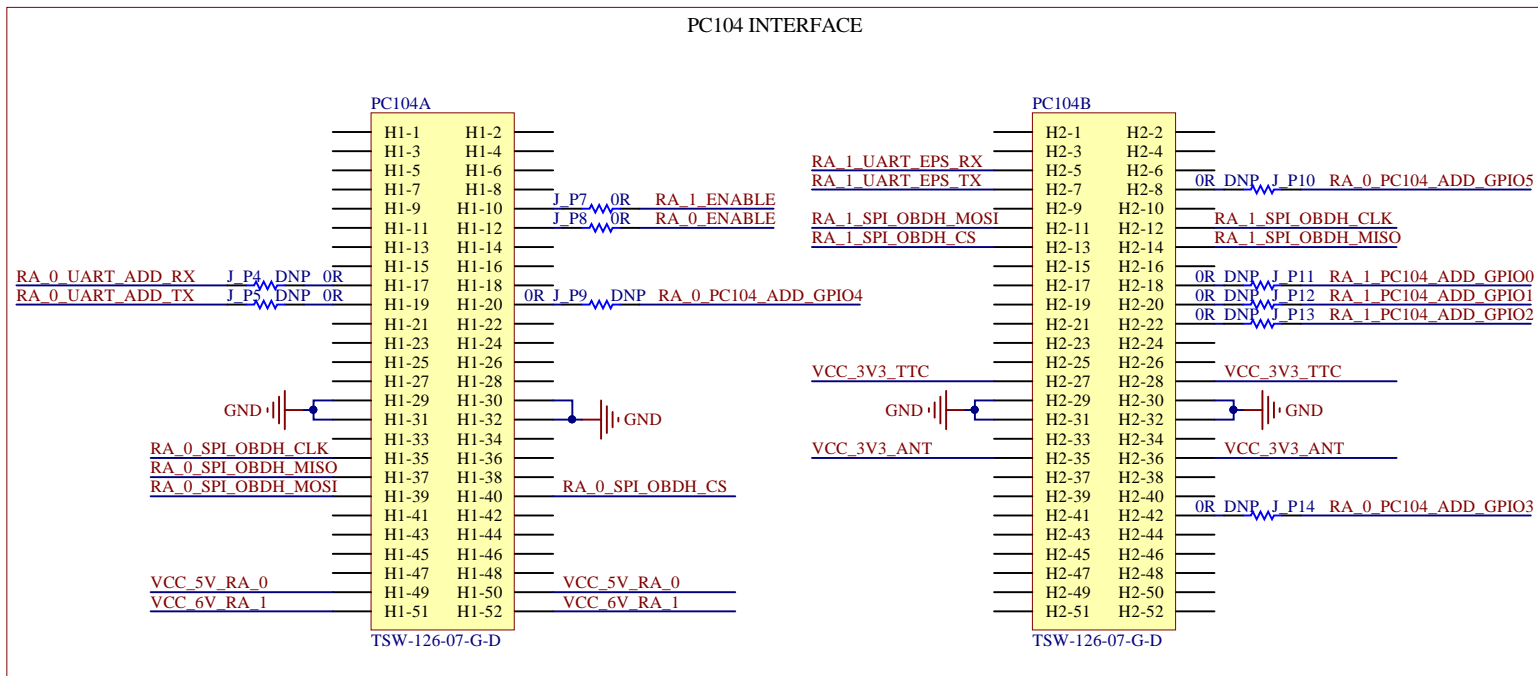 PC104 INTERFACE
PC104A
H1-1 H1-2
H1-3 H1-4
H1-5 H1-6
H1-7 H1-8
H1-9 H1-10 J_P7 0R RA_1_ENABLE
H1-11 H1-12 J_P8 0R RA_0_ENABLE
H1-13 H1-14
H1-15 H1-16
RA_0_UART_ADD_RX J_P4 DNP 0R H1-17 H1-18
RA_0_UART_ADD_TX J_P5 DNP 0R H1-19 H1-20 0R J_P9 DNP RA_0_PC104_ADD_GPIO4
H1-21 H1-22
H1-23 H1-24
H1-25 H1-26
H1-27 H1-28
H1-29 H1-30
GND GND
H1-31 H1-32
H1-33 H1-34
RA_0_SPI_OBDH_CLK H1-35 H1-36
RA_0_SPI_OBDH_MISO H1-37 H1-38
RA_0_SPI_OBDH_MOSI H1-39 H1-40 RA_0_SPI_OBDH_CS
H1-41 H1-42
H1-43 H1-44
H1-45 H1-46
H1-47 H1-48
VCC_5V_RA_0 H1-49 H1-50 VCC_5V_RA_0
VCC_6V_RA_1 H1-51 H1-52 VCC_6V_RA_1
TSW-126-07-G-D
PC104B
H2-1 H2-2
H2-3 H2-4
RA_1_UART_EPS_RX H2-5 H2-6
RA_1_UART_EPS_TX H2-7 H2-8 0R DNP J_P10 RA_0_PC104_ADD_GPIO5
H2-9 H2-10
RA_1_SPI_OBDH_MOSI H2-11 H2-12 RA_1_SPI_OBDH_CLK
RA_1_SPI_OBDH_CS H2-13 H2-14 RA_1_SPI_OBDH_MISO
H2-15 H2-16
H2-17 H2-18 0R DNP J_P11 RA_1_PC104_ADD_GPIO0
H2-19 H2-20 0R DNP J_P12 RA_1_PC104_ADD_GPIO1
H2-21 H2-22 0R DNP J_P13 RA_1_PC104_ADD_GPIO2
H2-23 H2-24
H2-25 H2-26
VCC_3V3_TTC H2-27 H2-28 VCC_3V3_TTC
H2-29 H2-30
GND GND
H2-31 H2-32
H2-33 H2-34
VCC_3V3_ANT H2-35 H2-36 VCC_3V3_ANT
H2-37 H2-38
H2-39 H2-40
H2-41 H2-42 0R DNP J_P14 RA_0_PC104_ADD_GPIO3
H2-43 H2-44
H2-45 H2-46
H2-47 H2-48
H2-49 H2-50
H2-51 H2-52
TSW-126-07-G-D